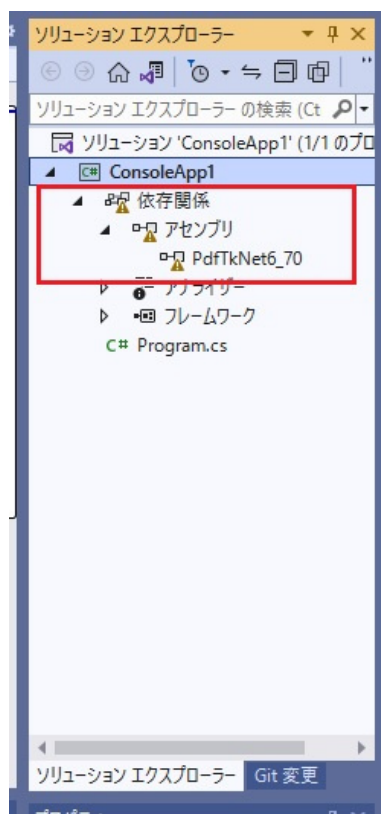 ソリューション エクスプローラー
ソリューション エクスプローラー の検索 (Ct
ソリューション 'ConsoleApp1' (1/1 のプロ
C# ConsoleApp1
依存関係
アセンブリ
PdfTkNet6_70
アナライザー
フレームワーク
C# Program.cs
ソリューション エクスプローラー Git 変更